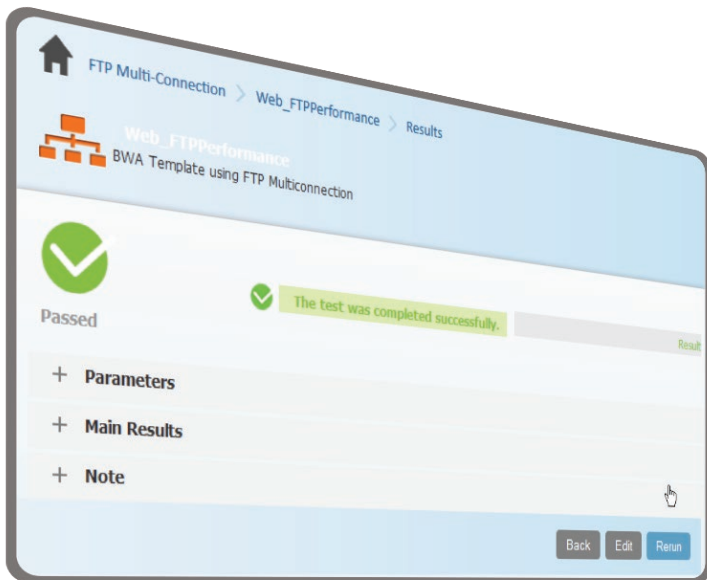 FTP Multi-Connection > Web_FTPPerformance > Results
Web_FTPPerformance
BWA Template using FTP Multiconnection
Passed
The test was completed successfully.
Result
+ Parameters
+ Main Results
+ Note
Back Edit Rerun